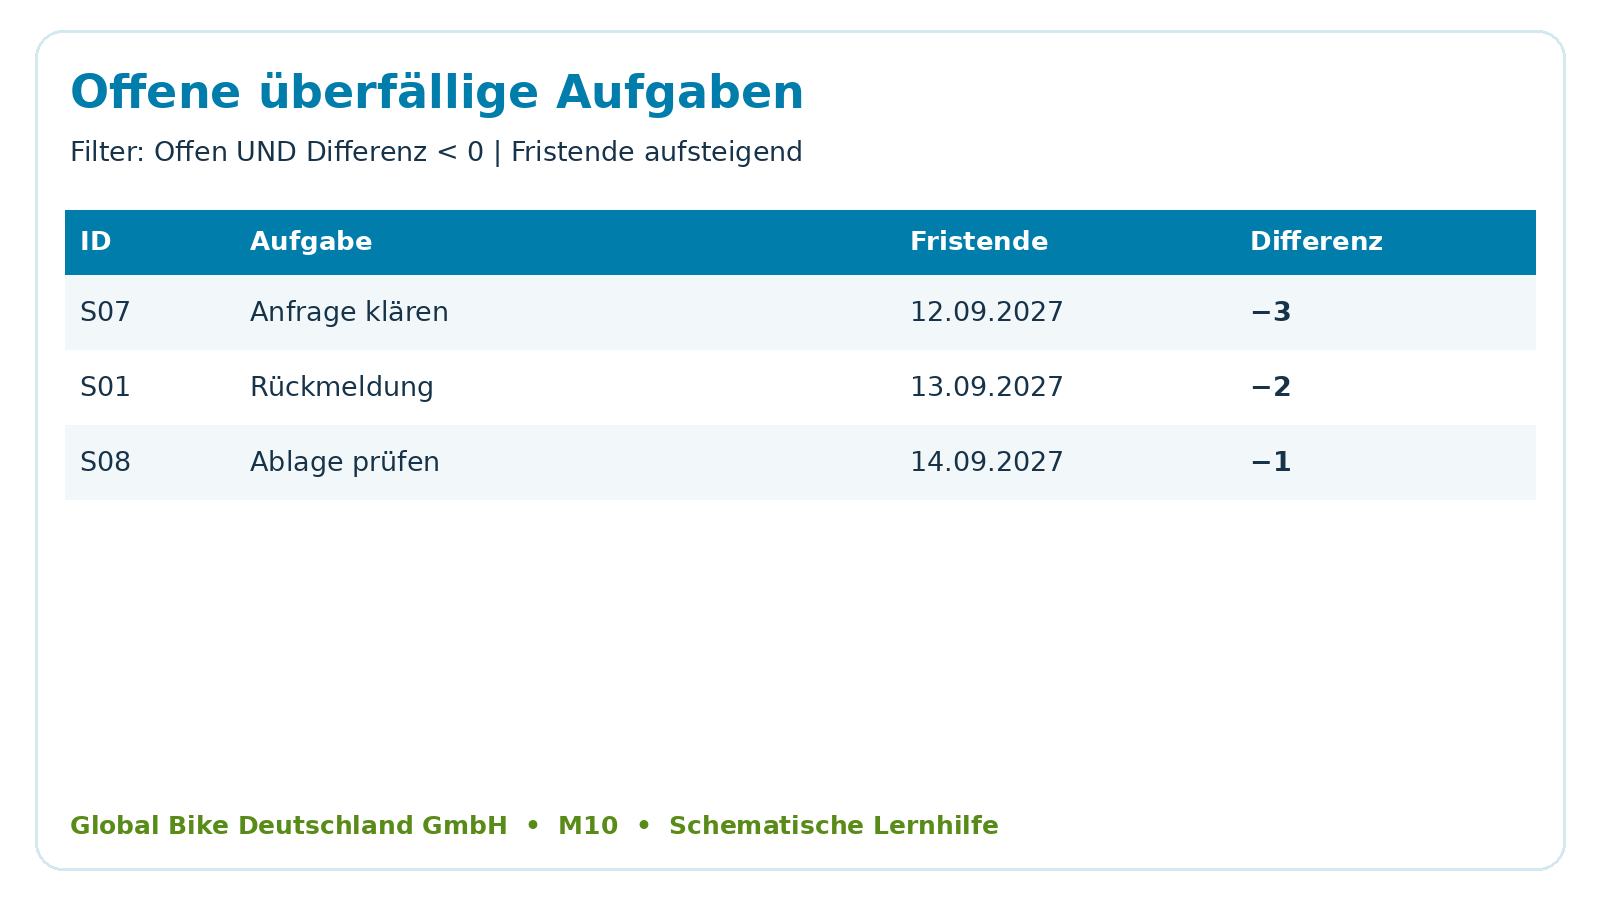 Offene überfällige Aufgaben
Filter: Offen UND Differenz < 0 | Fristende aufsteigend
ID Aufgabe Fristende Differenz
S07 Anfrage klären 12.09.2027 −3
S01 Rückmeldung 13.09.2027 −2
S08 Ablage prüfen 14.09.2027 −1
Global Bike Deutschland GmbH • M10 • Schematische Lernhilfe